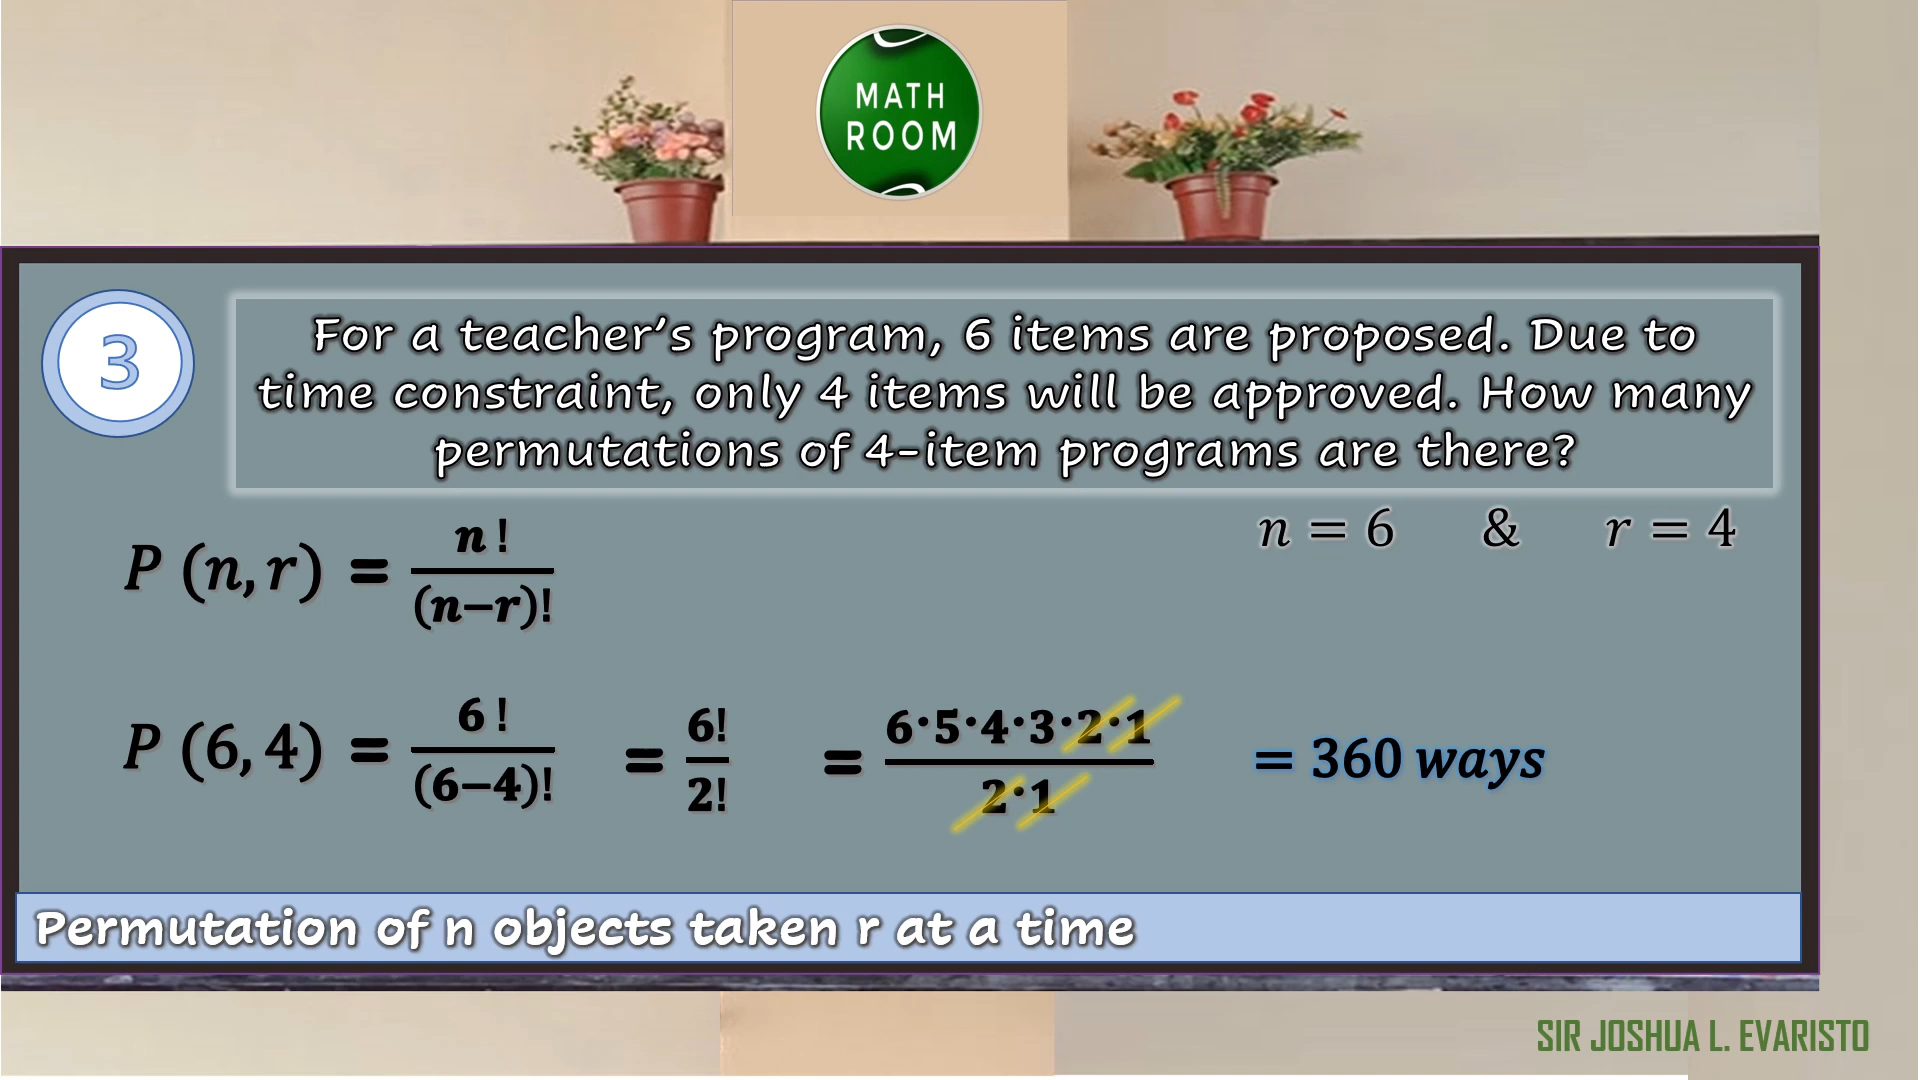 MATH
ROOM
3
For a teacher's program, 6 items are proposed. Due to
time constraint, only 4 items will be approved. How many
permutations of 4-item programs are there?
n = 6 & r = 4
P (n, r) = n! / (n−r)!
P (6, 4) = 6! / (6−4)! = 6! / 2! = 6·5·4·3·2·1 / 2·1 = 360 ways
Permutation of n objects taken r at a time
SIR JOSHUA L. EVARISTO